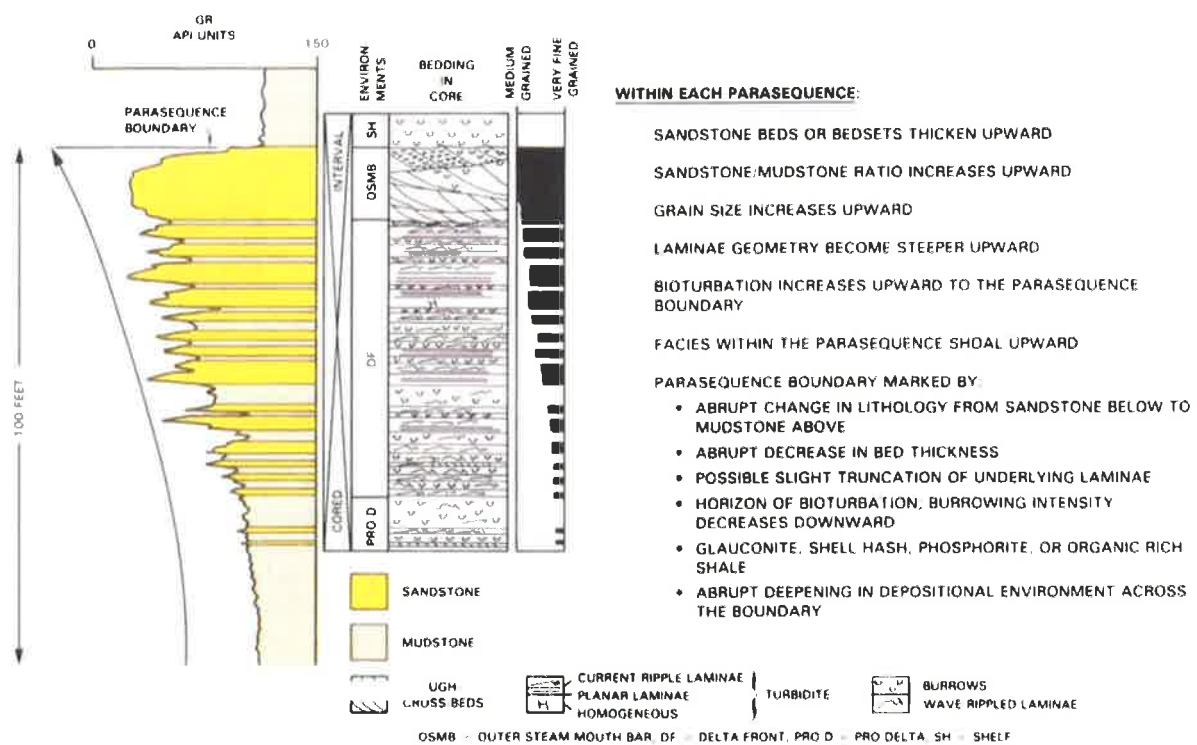 GR
API UNITS
0
150
PARASEQUENCE
BOUNDARY
100 FEET
ENVIRON
MENTS
BEDDING
IN
CORE
MEDIUM
GRAINED
VERY FINE
GRAINED
INTERVAL
CORED
SH
OSMB
DF
PRO D
H
SANDSTONE
MUDSTONE
WITHIN EACH PARASEQUENCE:
SANDSTONE BEDS OR BEDSETS THICKEN UPWARD
SANDSTONE/MUDSTONE RATIO INCREASES UPWARD
GRAIN SIZE INCREASES UPWARD
LAMINAE GEOMETRY BECOME STEEPER UPWARD
BIOTURBATION INCREASES UPWARD TO THE PARASEQUENCE
BOUNDARY
FACIES WITHIN THE PARASEQUENCE SHOAL UPWARD
PARASEQUENCE BOUNDARY MARKED BY:
• ABRUPT CHANGE IN LITHOLOGY FROM SANDSTONE BELOW TO
MUDSTONE ABOVE
• ABRUPT DECREASE IN BED THICKNESS
• POSSIBLE SLIGHT TRUNCATION OF UNDERLYING LAMINAE
• HORIZON OF BIOTURBATION; BURROWING INTENSITY
DECREASES DOWNWARD
• GLAUCONITE, SHELL HASH, PHOSPHORITE, OR ORGANIC RICH
SHALE
• ABRUPT DEEPENING IN DEPOSITIONAL ENVIRONMENT ACROSS
THE BOUNDARY
UGH
CROSS BEDS
CURRENT RIPPLE LAMINAE
PLANAR LAMINAE
H HOMOGENEOUS
TURBIDITE
BURROWS
WAVE RIPPLED LAMINAE
OSMB - OUTER STEAM MOUTH BAR, DF - DELTA FRONT, PRO D - PRO DELTA, SH - SHELF